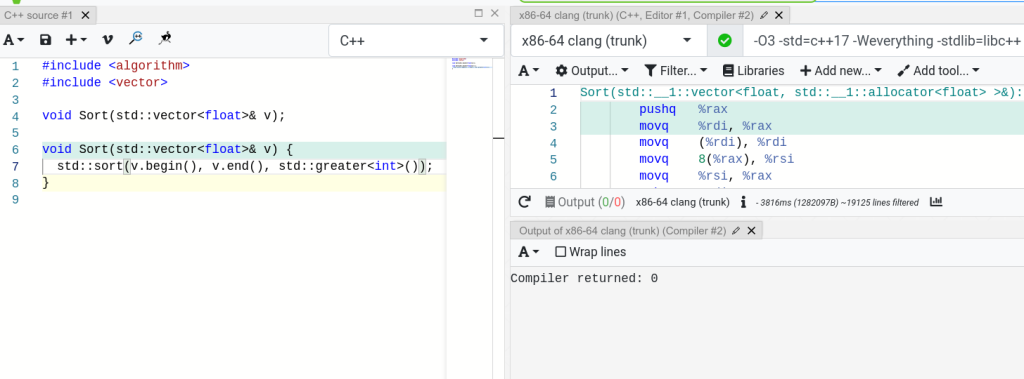 C++ source #1 X
A
C++
1 #include <algorithm>
2 #include <vector>
3
4 void Sort(std::vector<float>& v);
5
6 void Sort(std::vector<float>& v) {
7 std::sort(v.begin(), v.end(), std::greater<int>());
8 }
9
x86-64 clang (trunk) (C++, Editor #1, Compiler #2)
x86-64 clang (trunk) -O3 -std=c++17 -Weverything -stdlib=libc++
A Output... Filter... Libraries + Add new... Add tool...
1 Sort(std::__1::vector<float, std::__1::allocator<float> >&):
2 pushq %rax
3 movq %rdi, %rax
4 movq (%rdi), %rdi
5 movq 8(%rax), %rsi
6 movq %rsi, %rax
Output (0/0) x86-64 clang (trunk) i - 3816ms (1282097B) ~19125 lines filtered
Output of x86-64 clang (trunk) (Compiler #2)
A Wrap lines
Compiler returned: 0